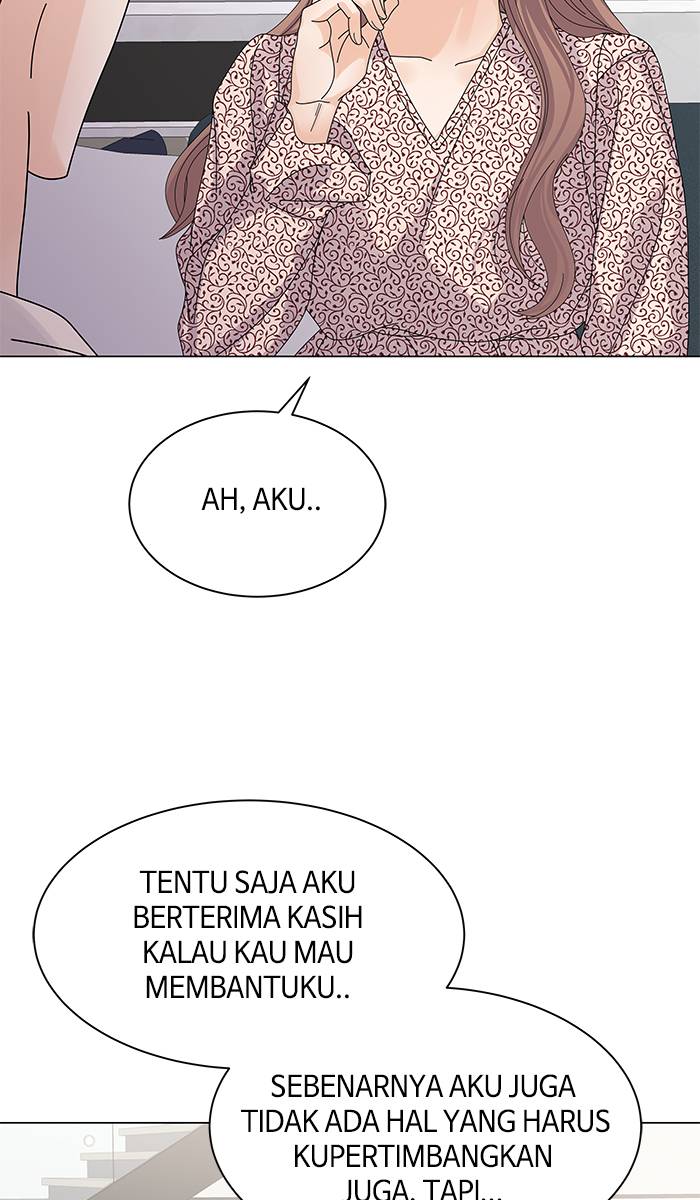 AH, AKU..
TENTU SAJA AKU
BERTERIMA KASIH
KALAU KAU MAU
MEMBANTUKU..
SEBENARNYA AKU JUGA
TIDAK ADA HAL YANG HARUS
KUPERTIMBANGKAN
JUGA. TAPI...